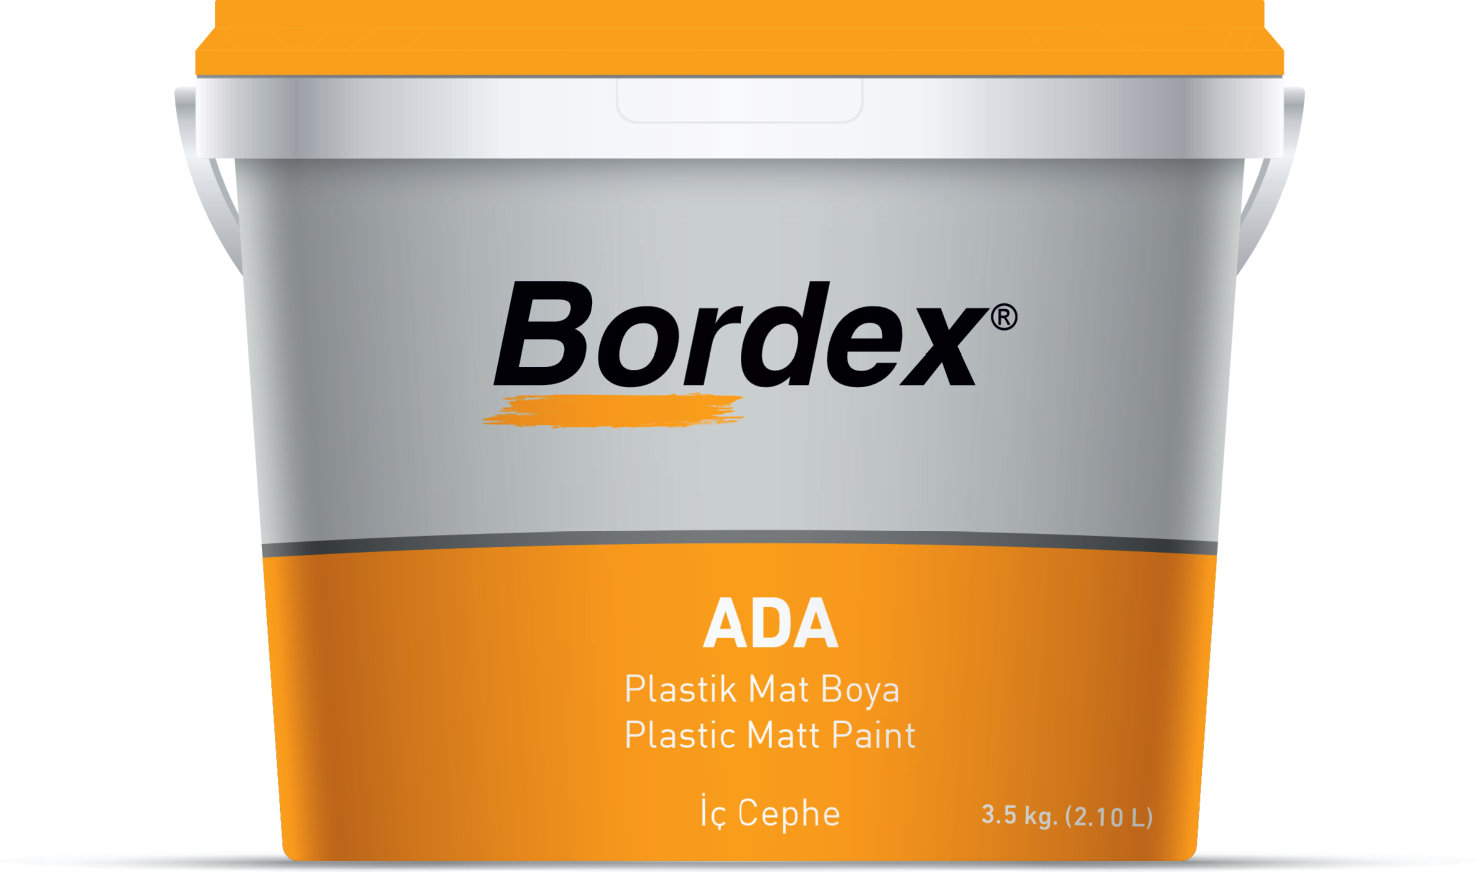 Bordex®
ADA
Plastik Mat Boya
Plastic Matt Paint
İç Cephe
3.5 kg. (2.10 L)